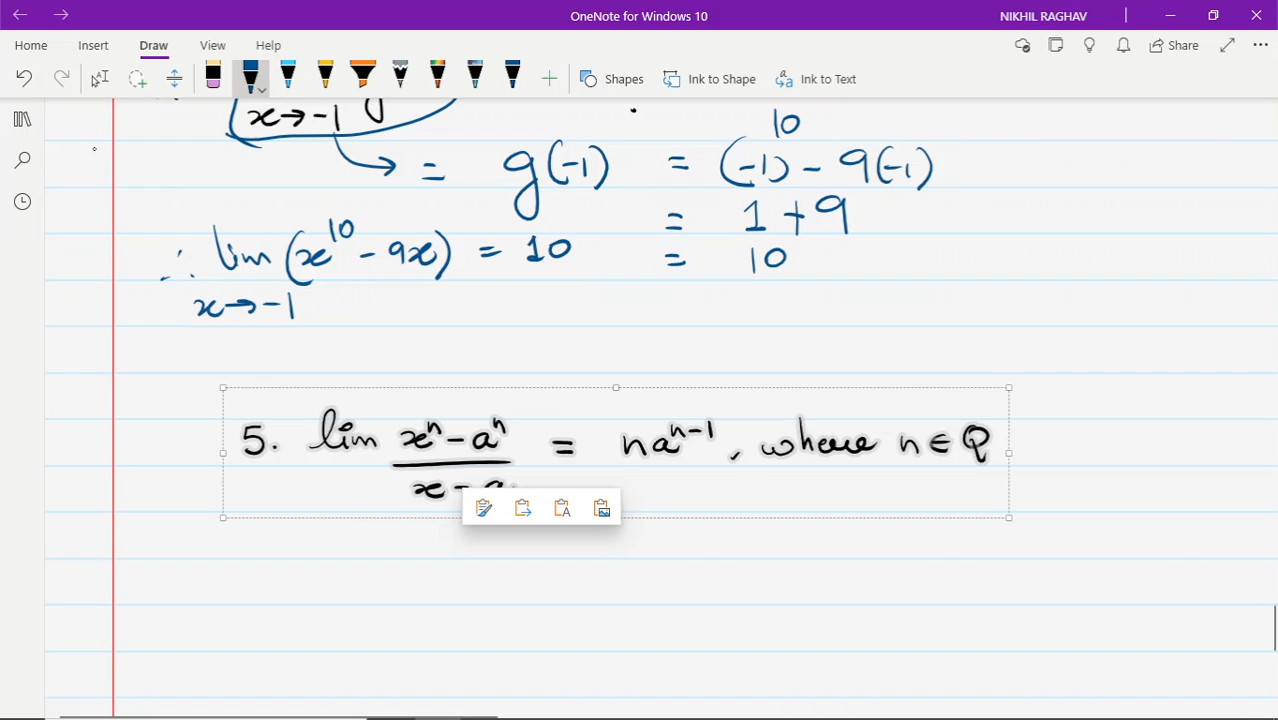 OneNote for Windows 10
NIKHIL RAGHAV
Home Insert Draw View Help
Share
Shapes Ink to Shape Ink to Text
x→-1
= g(-1) = (-1)^10 - 9(-1)
= 1 + 9
∴ lim (x^10 - 9x) = 10 = 10
x→-1
5. lim x^n - a^n = na^(n-1), where n ∈ Q
x - a